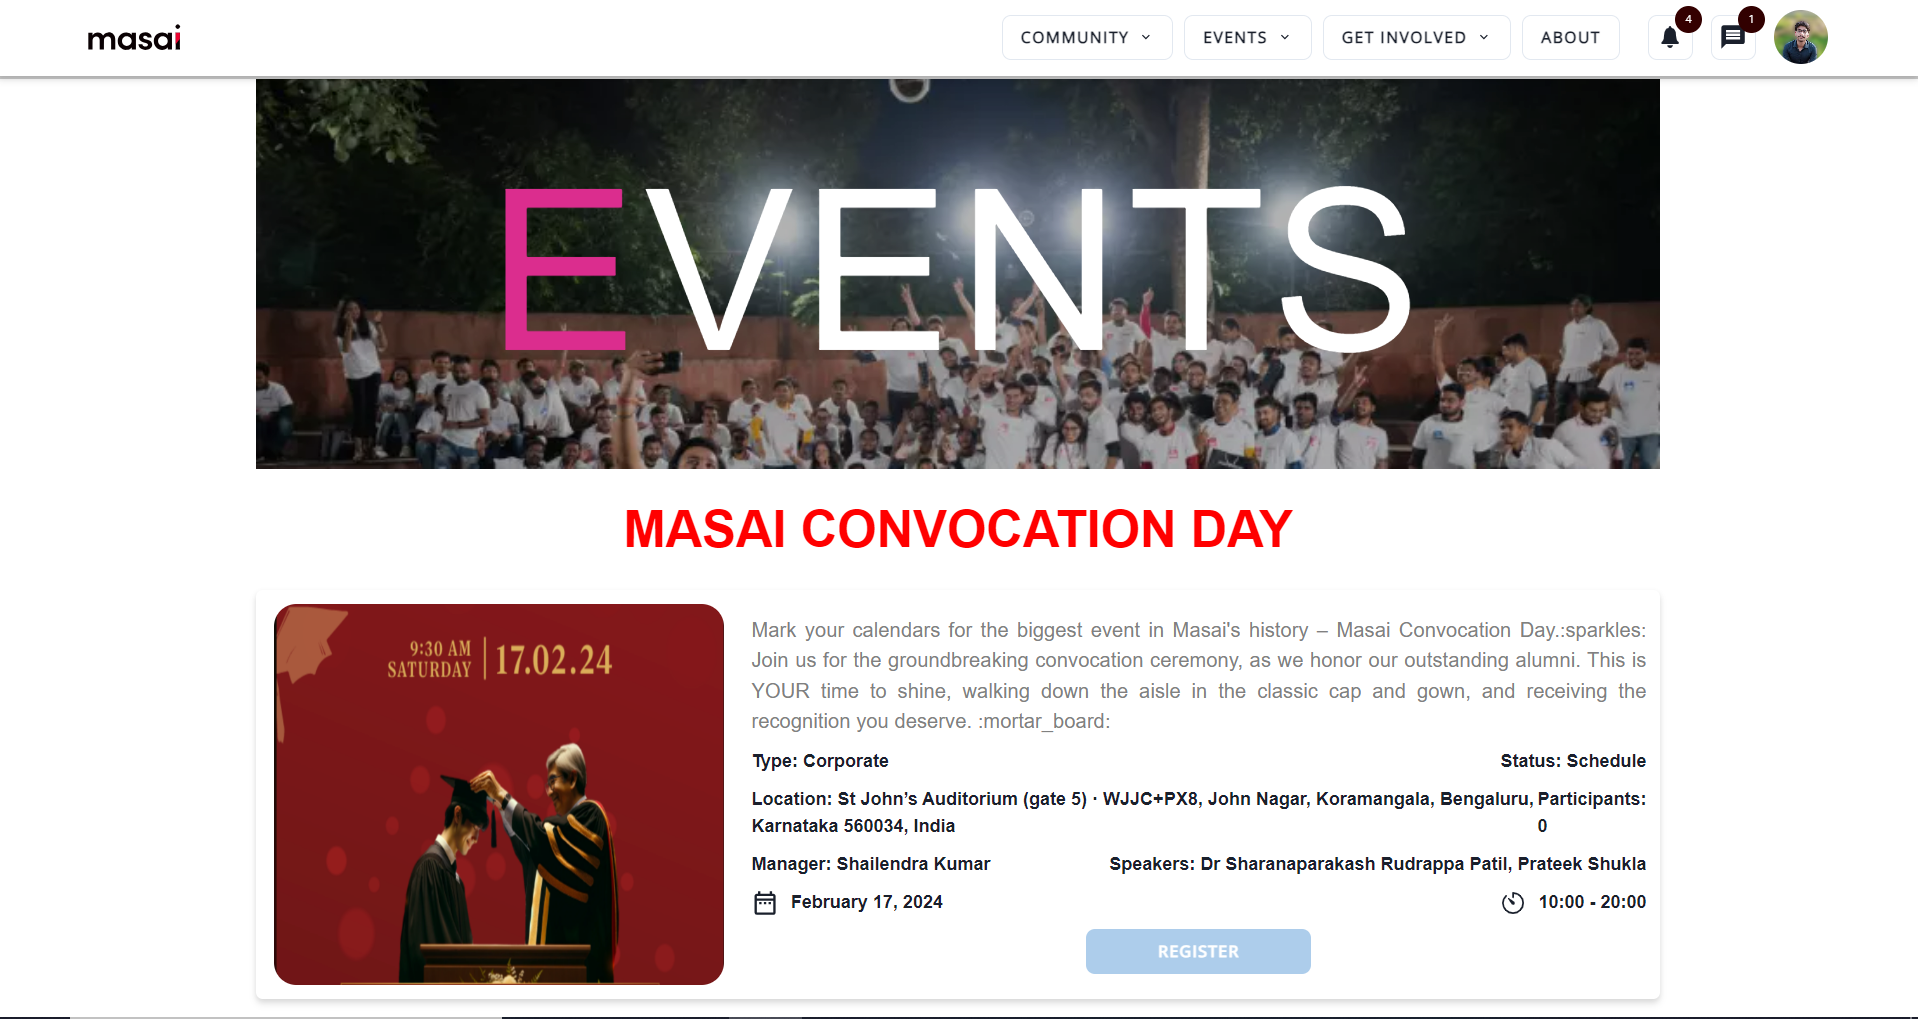 masai
COMMUNITY
EVENTS
GET INVOLVED
ABOUT
4
1
EVENTS
MASAI CONVOCATION DAY
9:30 AM
SATURDAY
17.02.24
Mark your calendars for the biggest event in Masai's history – Masai Convocation Day.:sparkles:
Join us for the groundbreaking convocation ceremony, as we honor our outstanding alumni. This is
YOUR time to shine, walking down the aisle in the classic cap and gown, and receiving the
recognition you deserve. :mortar_board:
Type: Corporate
Status: Schedule
Location: St John’s Auditorium (gate 5) · WJJC+PX8, John Nagar, Koramangala, Bengaluru,
Karnataka 560034, India
Participants:
0
Manager: Shailendra Kumar
Speakers: Dr Sharanaparakash Rudrappa Patil, Prateek Shukla
February 17, 2024
10:00 - 20:00
REGISTER